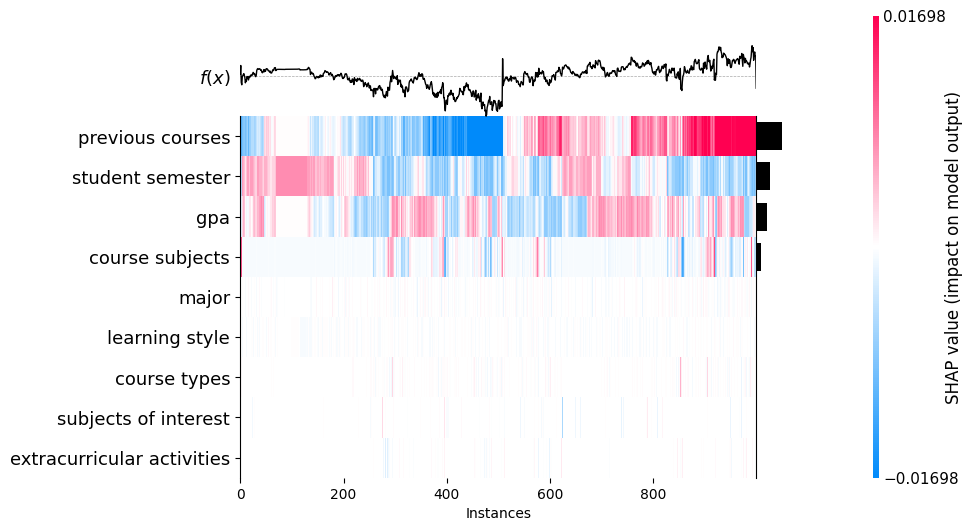 0.01698
f(x)
previous courses
student semester
gpa
course subjects
major
learning style
course types
subjects of interest
extracurricular activities
0 200 400 600 800
Instances
−0.01698
SHAP value (impact on model output)